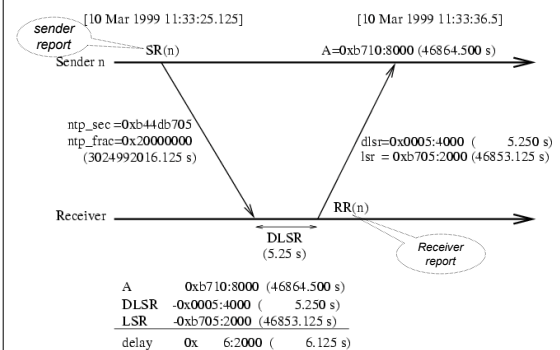 [10 Mar 1999 11:33:25.125] [10 Mar 1999 11:33:36.5]
sender
report
SR(n) A=0xb710:8000 (46864.500 s)
Sender n
ntp_sec =0xb44db705
ntp_frac=0x20000000
(3024992016.125 s)
dlsr=0x0005:4000 ( 5.250 s)
lsr = 0xb705:2000 (46853.125 s)
Receiver
RR(n)
DLSR
(5.25 s)
Receiver
report
A 0xb710:8000 (46864.500 s)
DLSR -0x0005:4000 ( 5.250 s)
LSR -0xb705:2000 (46853.125 s)
delay 0x 6:2000 ( 6.125 s)